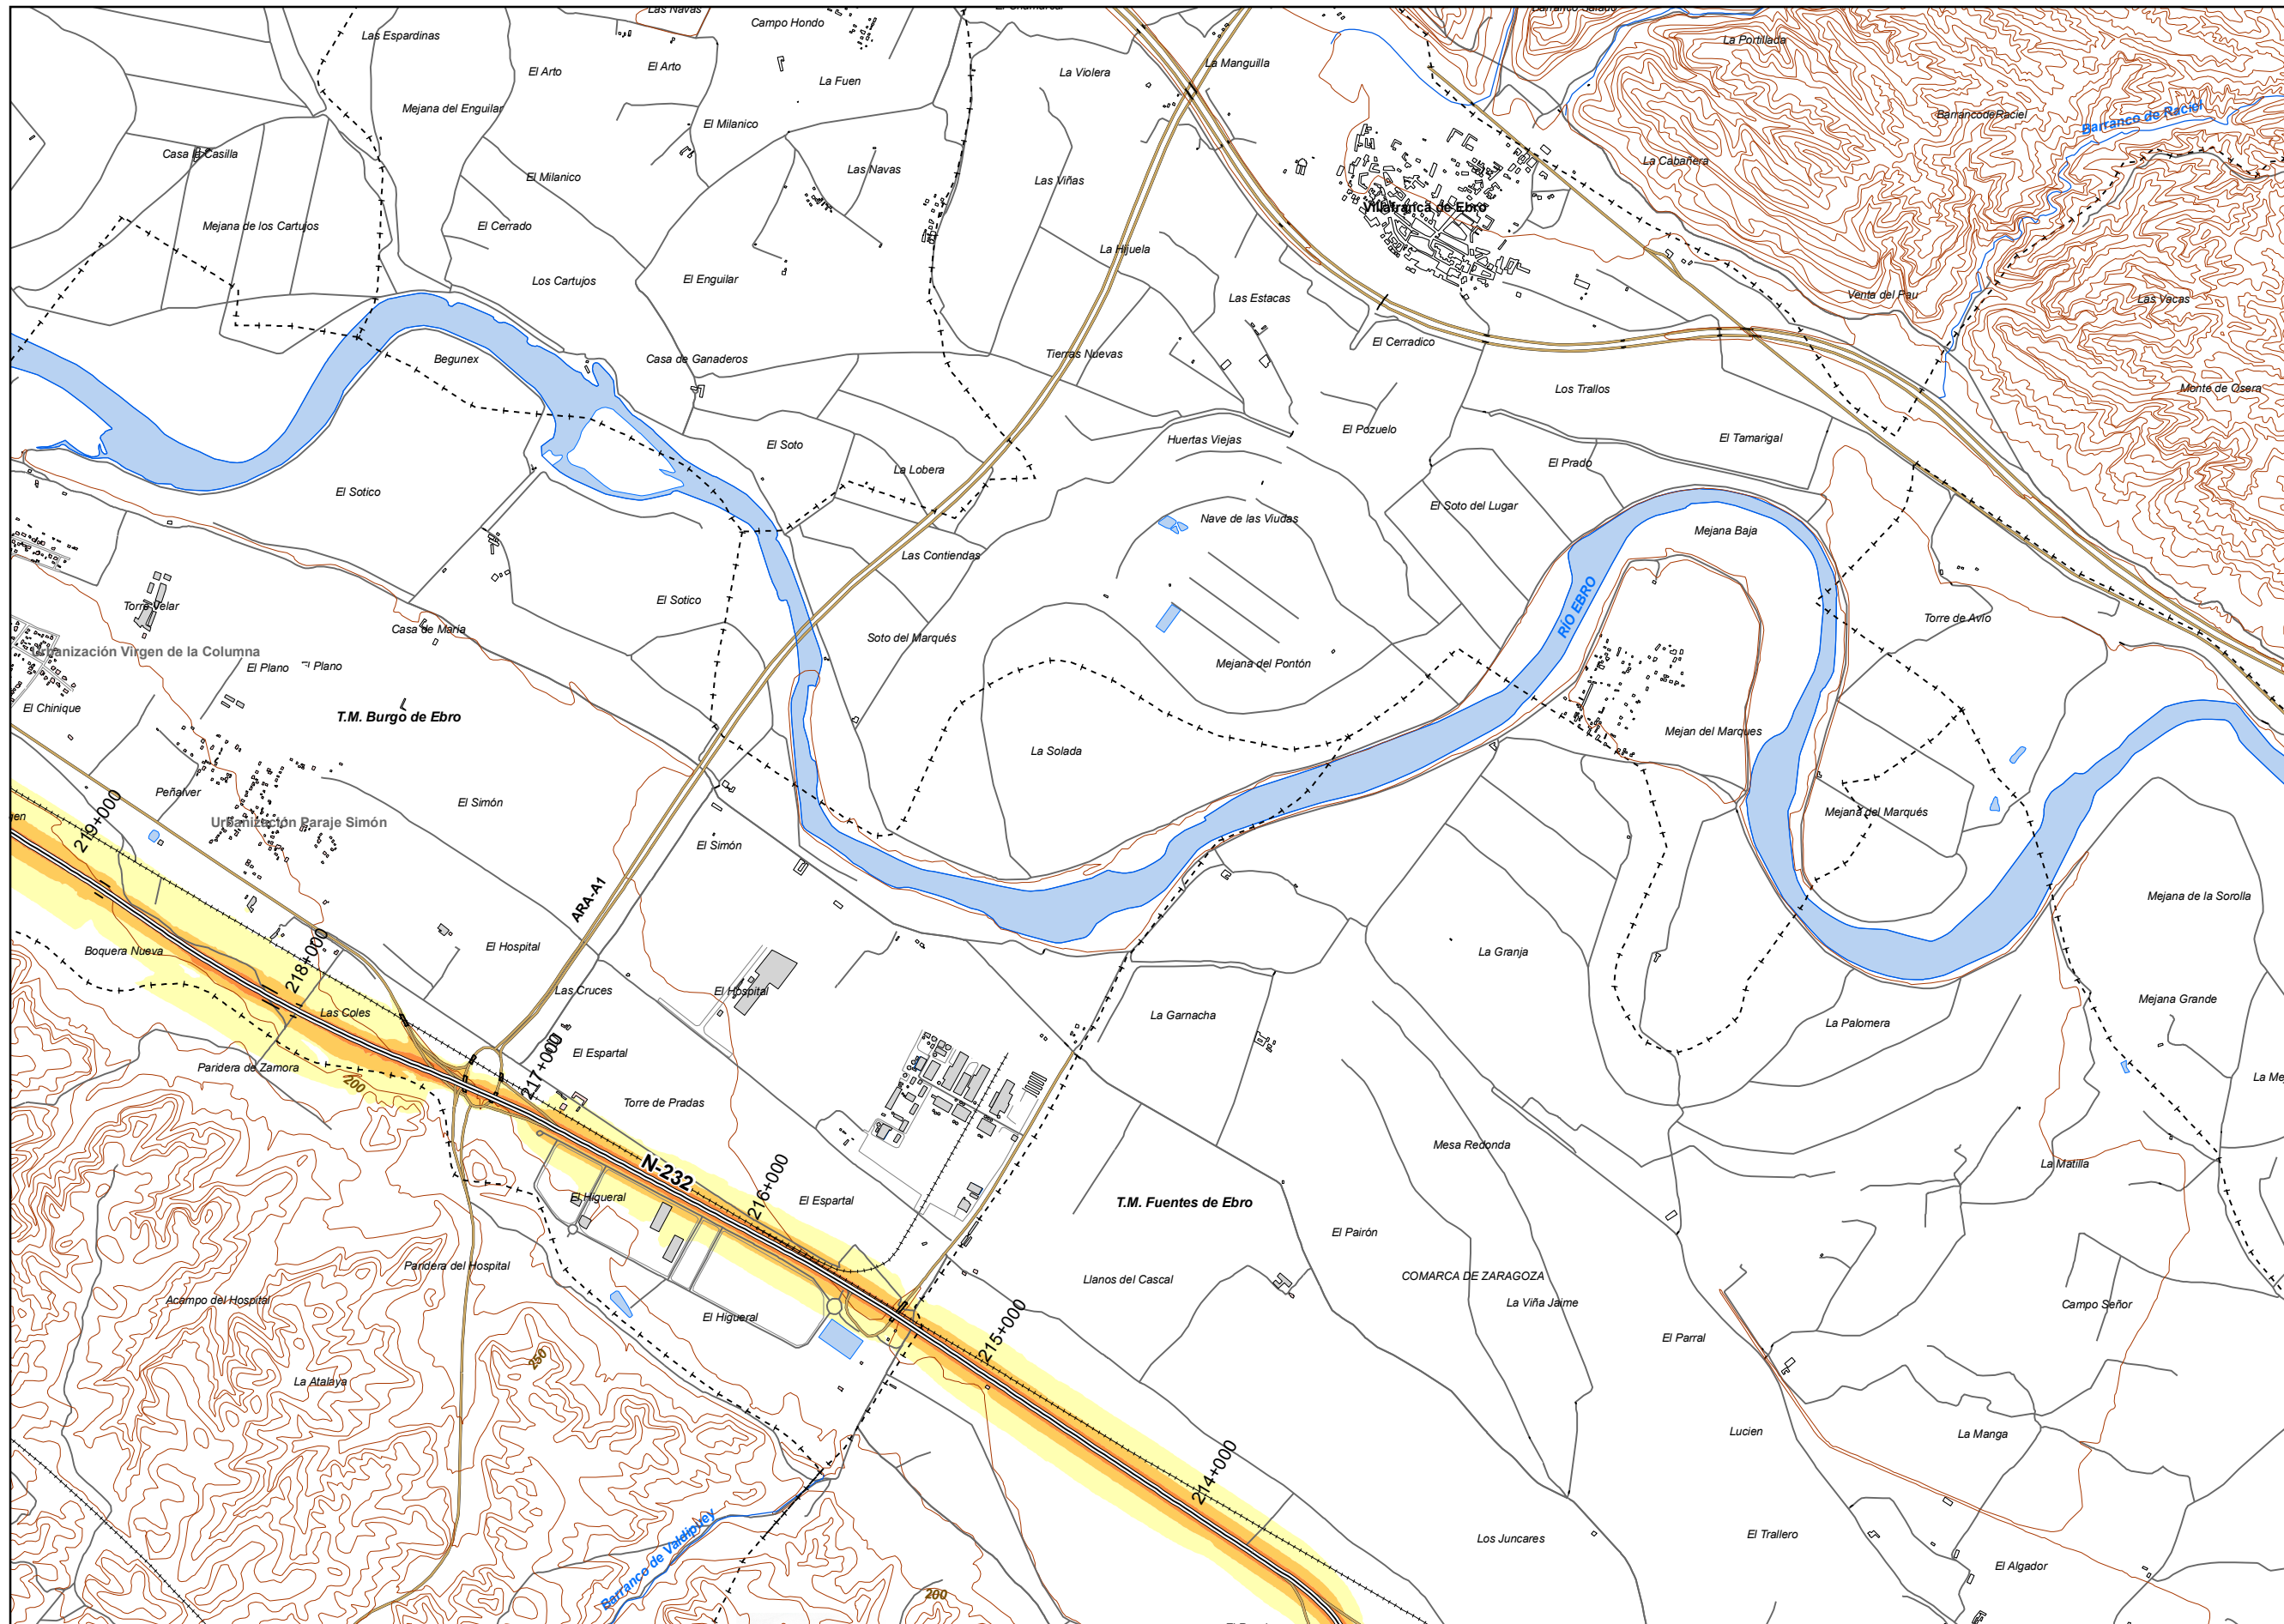 Las Navas
Campo Hondo
Las Espardinas
El Arto
El Arto
La Fuen
La Violera
La Manguilla
La Portillada
Mejana del Enguilar
El Milanico
Barranco de Raciel
BarrancodeRaciel
Casa la Casilla
El Milanico
Las Navas
Las Viñas
La Cabañera
Villafranca de Ebro
Mejana de los Cartujos
El Cerrado
La Hijuela
Los Cartujos
El Enguilar
Las Estacas
Venta del Pau
Las Vacas
Begunex
Casa de Ganaderos
Tierras Nuevas
El Cerradico
Los Trallos
Monte de Osera
El Soto
Huertas Viejas
El Pozuelo
El Tamarigal
La Lobera
El Prado
El Sotico
Nave de las Viudas
El Soto del Lugar
Mejana Baja
Las Contiendas
RÍO EBRO
Torre Velar
Casa de María
El Sotico
Soto del Marqués
Torre de Avío
Urbanización Virgen de la Columna
El Plano
El Plano
Mejana del Pontón
El Chinique
T.M. Burgo de Ebro
La Solada
Mejan del Marques
Peñalver
El Simón
219+000
Urbanización Paraje Simón
El Simón
Mejana del Marqués
ARA-A1
Mejana de la Sorolla
Boquera Nueva
218+000
El Hospital
La Granja
Las Cruces
El Hospital
Mejana Grande
Las Coles
La Garnacha
La Palomera
El Espartal
217+000
Paridera de Zamora
200
Torre de Pradas
Mesa Redonda
La Matilla
N-232
216+000
El Higueral
El Espartal
T.M. Fuentes de Ebro
El Pairón
Paridera del Hospital
Llanos del Cascal
COMARCA DE ZARAGOZA
Acampo del Hospital
La Viña Jaime
Campo Señor
El Higueral
215+000
El Parral
250
La Atalaya
Lucien
La Manga
214+000
Los Juncares
El Trallero
Barranco de Valdipuey
El Algador
200